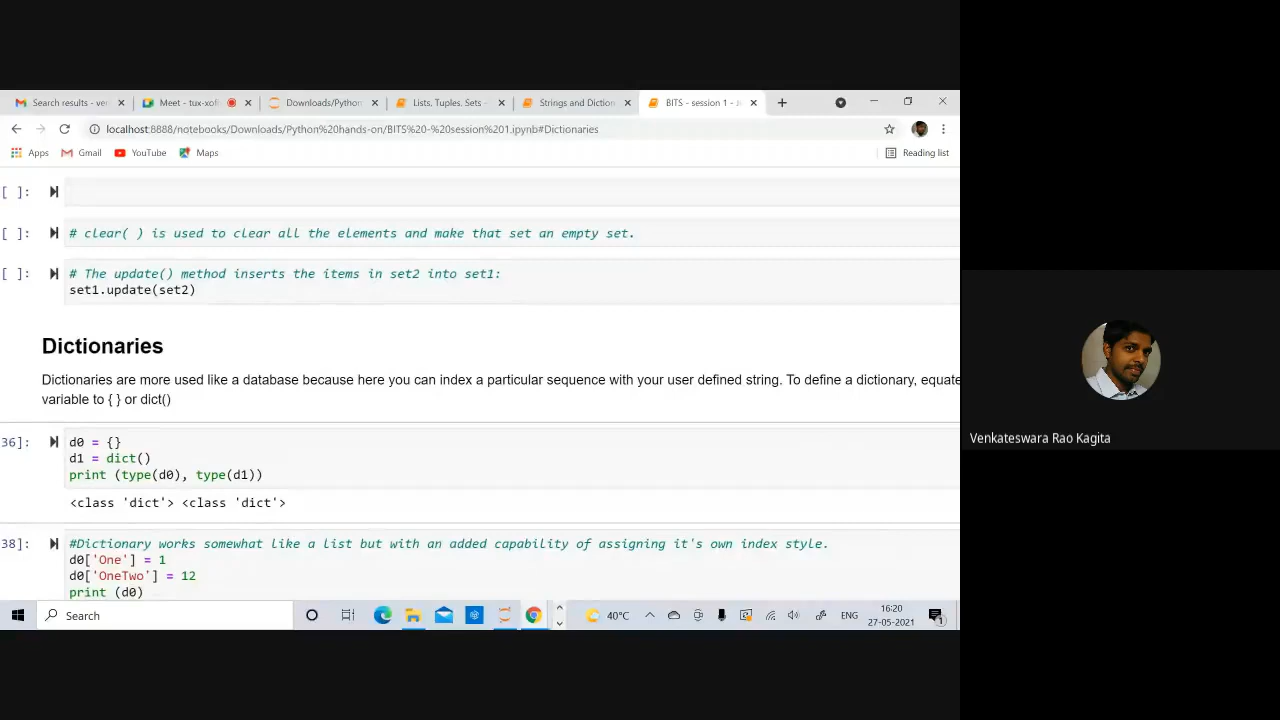 Search results - ve
Meet - tux-xofi
Downloads/Python
Lists, Tuples, Sets -
Strings and Diction
BITS - session 1 -
localhost:8888/notebooks/Downloads/Python%20hands-on/BITS%20-%20session%201.ipynb#Dictionaries
Apps Gmail YouTube Maps Reading list
[ ]:
[ ]: # clear( ) is used to clear all the elements and make that set an empty set.
[ ]: # The update() method inserts the items in set2 into set1:
set1.update(set2)
Dictionaries
Dictionaries are more used like a database because here you can index a particular sequence with your user defined string. To define a dictionary, equate
variable to { } or dict()
36]: d0 = {}
d1 = dict()
print (type(d0), type(d1))
<class 'dict'> <class 'dict'>
38]: #Dictionary works somewhat like a list but with an added capability of assigning it's own index style.
d0['One'] = 1
d0['OneTwo'] = 12
print (d0)
Search
40°C
ENG
16:20
27-05-2021
1
Venkateswara Rao Kagita